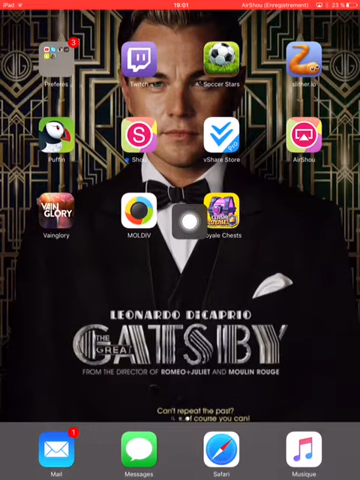 iPad 19:01 AirShou (Enregistrement) 23 %
3
Préférés Twitch Soccer Stars slither.io
Puffin Shou vShare Store AirShou
VAIN
GLORY
Vainglory MOLDIV oyale Chests
LEONARDO DiCAPRIO
THE
GREAT
GATSBY
FROM THE DIRECTOR OF ROMEO+JULIET AND MOULIN ROUGE
Can't repeat the past?
of course you can!
1
Mail Messages Safari Musique